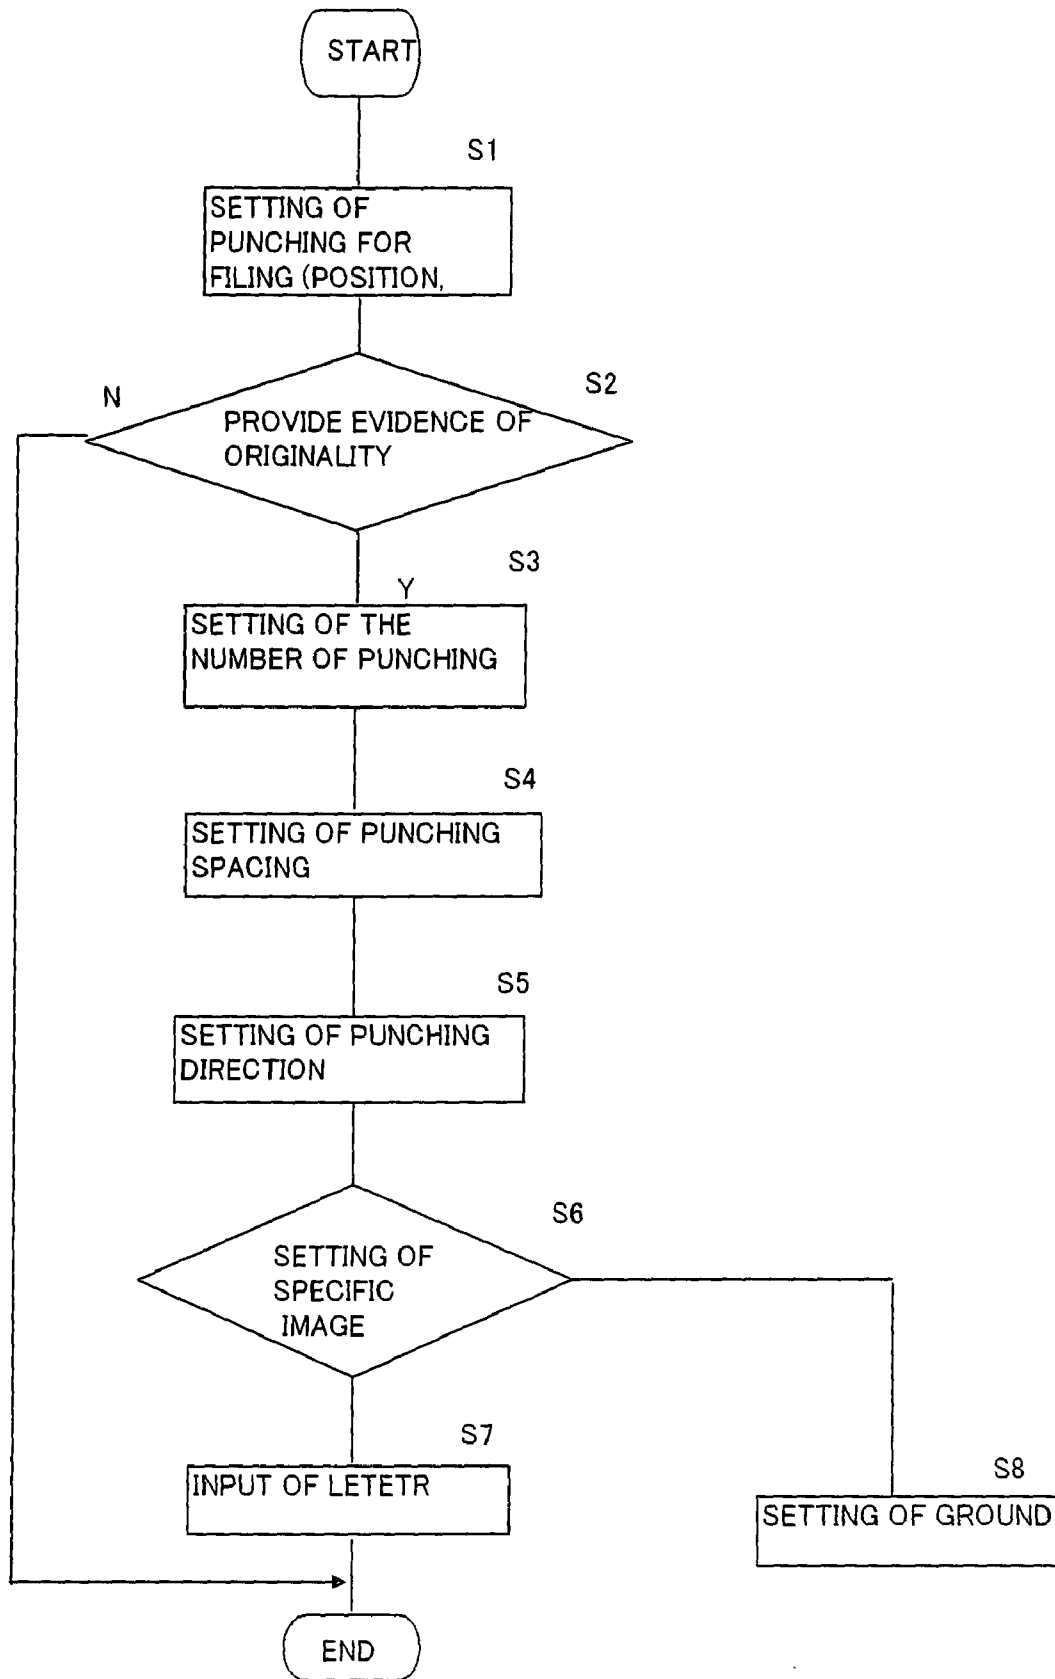 START
S1
SETTING OF
PUNCHING FOR
FILING (POSITION,
N
S2
PROVIDE EVIDENCE OF
ORIGINALITY
S3
Y
SETTING OF THE
NUMBER OF PUNCHING
S4
SETTING OF PUNCHING
SPACING
S5
SETTING OF PUNCHING
DIRECTION
S6
SETTING OF
SPECIFIC
IMAGE
S7
INPUT OF LETETR
S8
SETTING OF GROUND
END